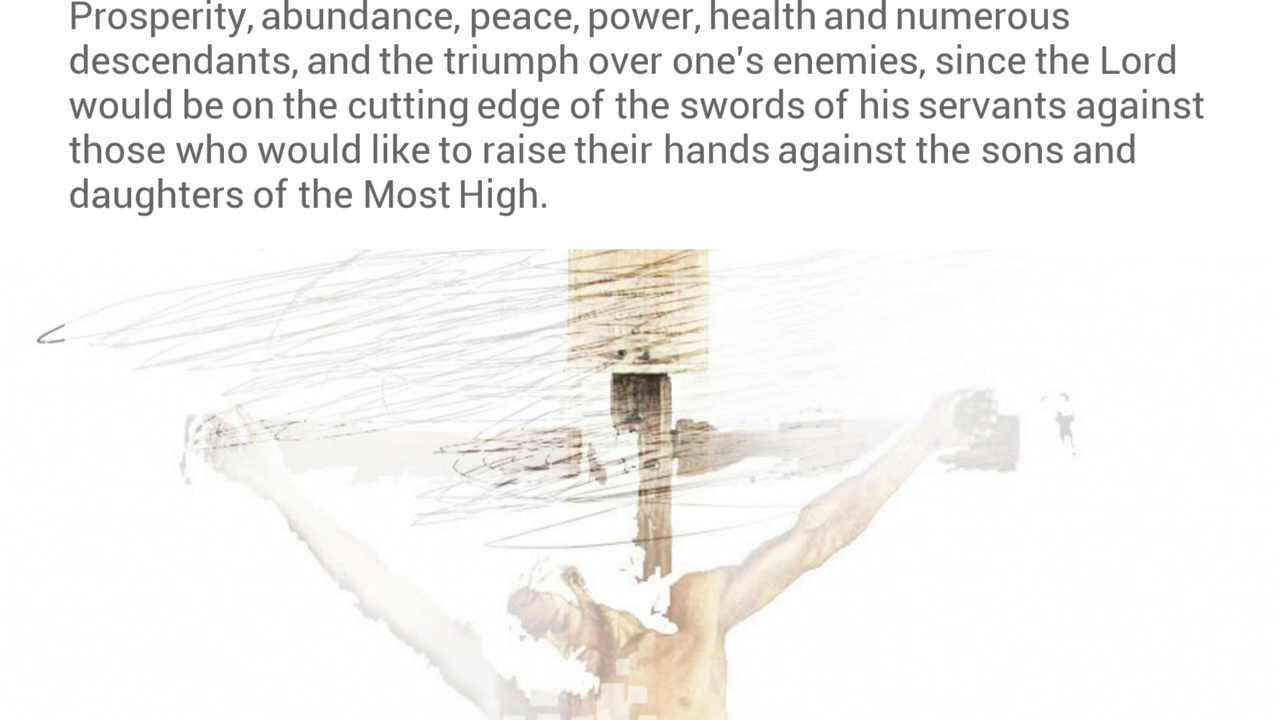 Prosperity, abundance, peace, power, health and numerous
descendants, and the triumph over one's enemies, since the Lord
would be on the cutting edge of the swords of his servants against
those who would like to raise their hands against the sons and
daughters of the Most High.